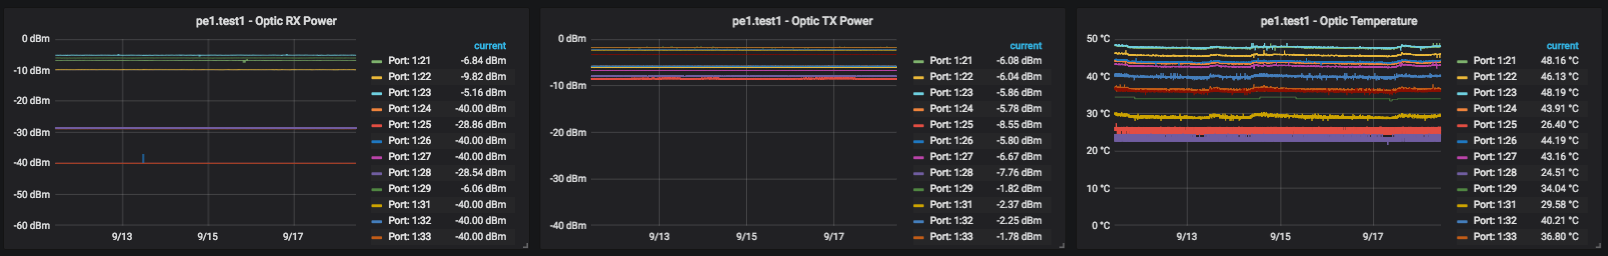 pe1.test1 - Optic RX Power
0 dBm
-10 dBm
-20 dBm
-30 dBm
-40 dBm
-50 dBm
-60 dBm
9/13 9/15 9/17
current
Port: 1:21 -6.84 dBm
Port: 1:22 -9.82 dBm
Port: 1:23 -5.16 dBm
Port: 1:24 -40.00 dBm
Port: 1:25 -28.86 dBm
Port: 1:26 -40.00 dBm
Port: 1:27 -40.00 dBm
Port: 1:28 -28.54 dBm
Port: 1:29 -6.06 dBm
Port: 1:31 -40.00 dBm
Port: 1:32 -40.00 dBm
Port: 1:33 -40.00 dBm
pe1.test1 - Optic TX Power
0 dBm
-10 dBm
-20 dBm
-30 dBm
-40 dBm
9/13 9/15 9/17
current
Port: 1:21 -6.08 dBm
Port: 1:22 -6.04 dBm
Port: 1:23 -5.86 dBm
Port: 1:24 -5.78 dBm
Port: 1:25 -8.55 dBm
Port: 1:26 -5.80 dBm
Port: 1:27 -6.67 dBm
Port: 1:28 -7.76 dBm
Port: 1:29 -1.82 dBm
Port: 1:31 -2.37 dBm
Port: 1:32 -2.25 dBm
Port: 1:33 -1.78 dBm
pe1.test1 - Optic Temperature
50 °C
40 °C
30 °C
20 °C
10 °C
0 °C
9/13 9/15 9/17
current
Port: 1:21 48.16 °C
Port: 1:22 46.13 °C
Port: 1:23 48.19 °C
Port: 1:24 43.91 °C
Port: 1:25 26.40 °C
Port: 1:26 44.19 °C
Port: 1:27 43.16 °C
Port: 1:28 24.51 °C
Port: 1:29 34.04 °C
Port: 1:31 29.58 °C
Port: 1:32 40.21 °C
Port: 1:33 36.80 °C